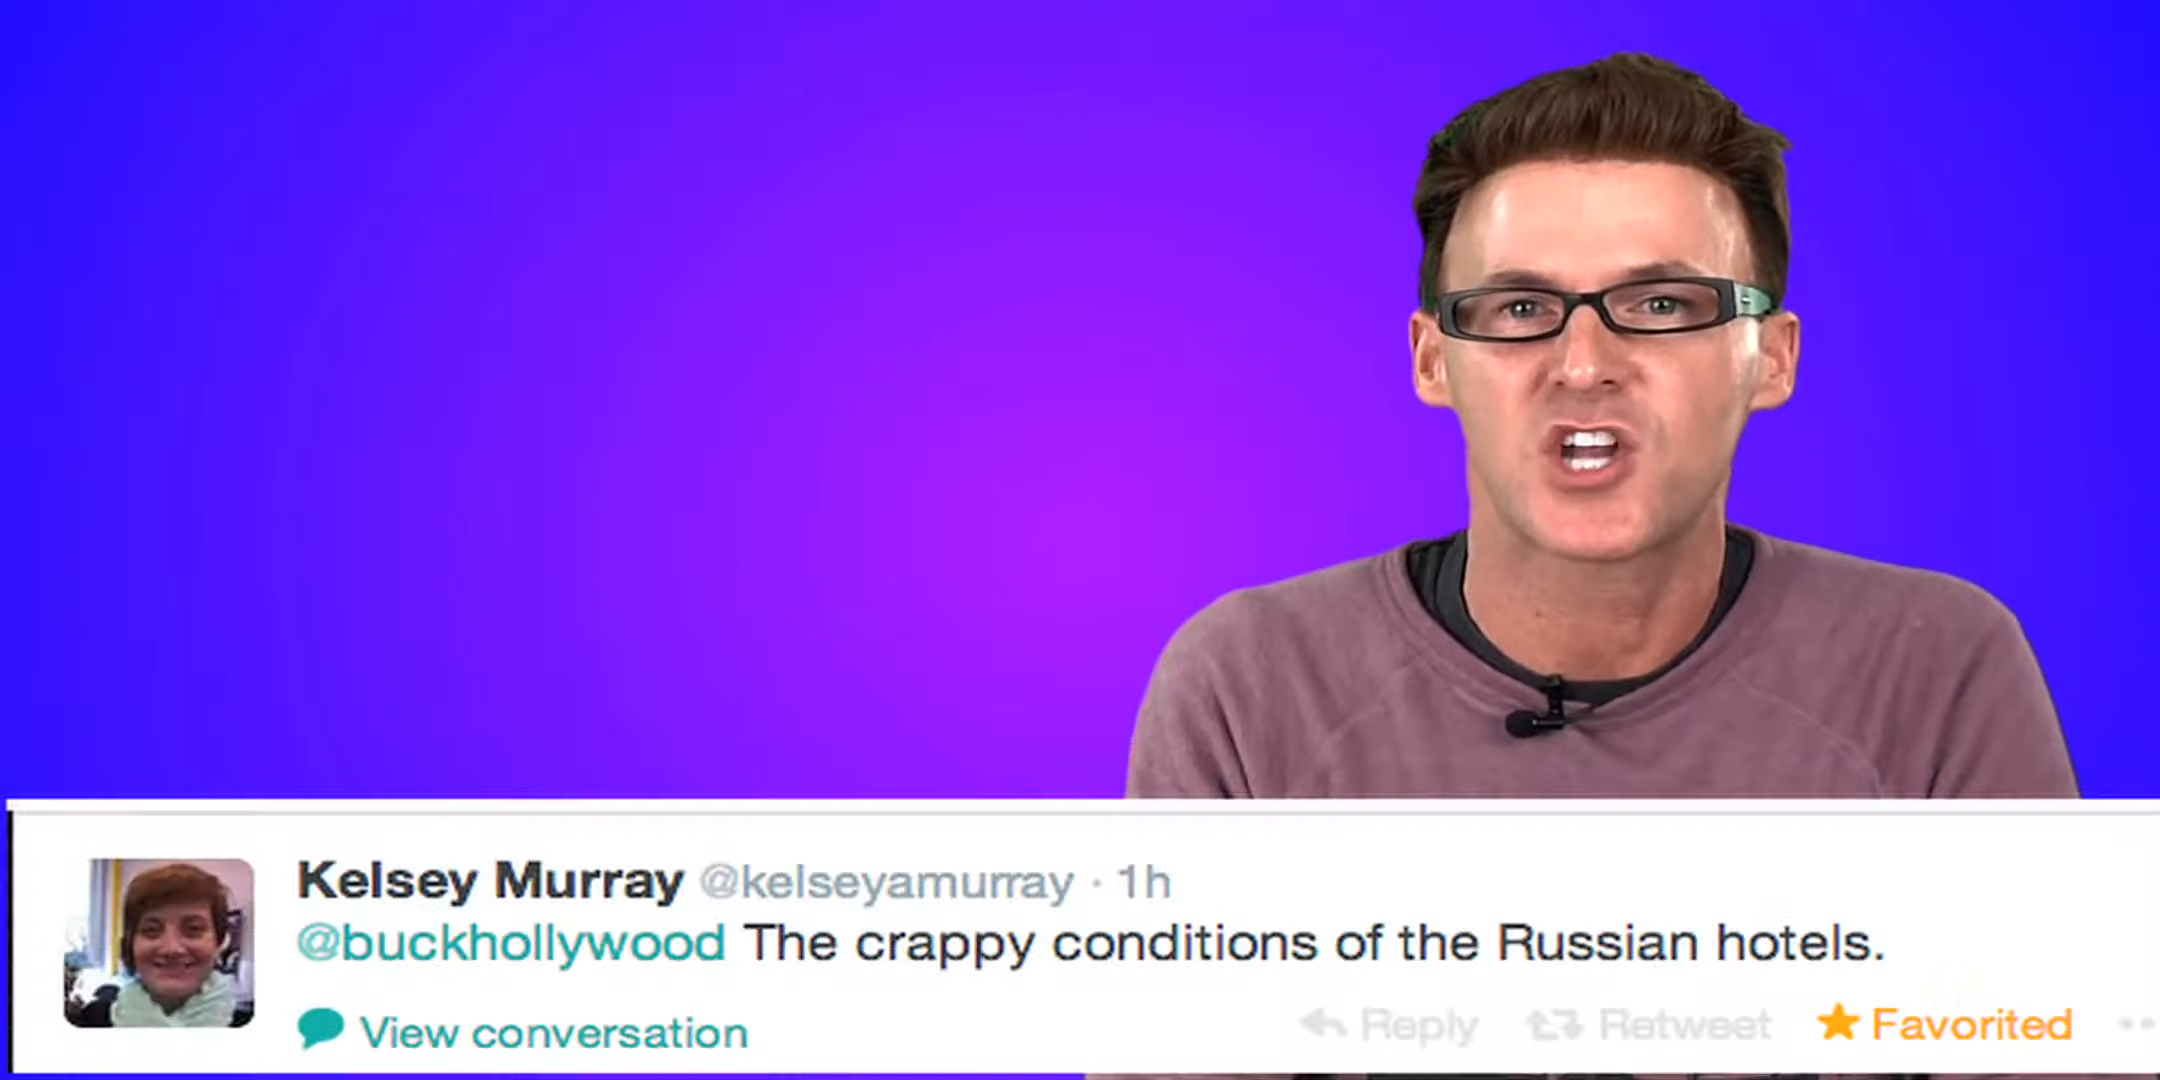 Kelsey Murray @kelseyamurray · 1h
@buckhollywood The crappy conditions of the Russian hotels.
View conversation Reply Retweet Favorited